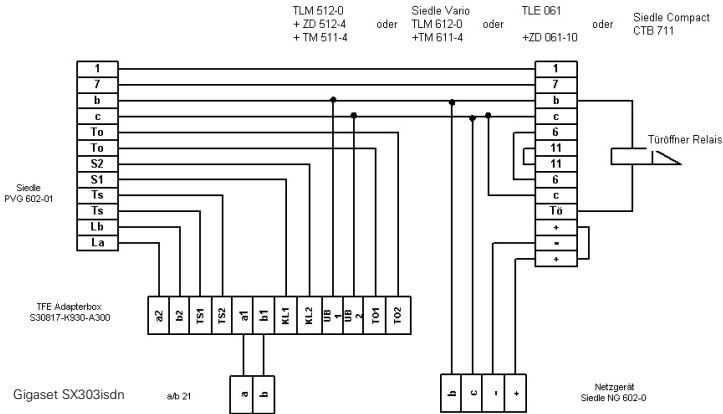 TLM 512-0
+ ZD 512-4
+ TM 511-4
oder
Siedle Vario
TLM 612-0
+TM 611-4
oder
TLE 061
+ZD 061-10
oder
Siedle Compact
CTB 711
1
7
b
c
To
To
S2
S1
Ts
Ts
Lb
La
Siedle
PVG 602-01
1
7
b
c
6
11
11
6
c
Tö
+
-
+
Türöffner Relais
TFE Adapterbox
S30817-K930-A300
a2
b2
TS1
TS2
a1
b1
KL1
KL2
UB 1
UB 2
TO1
TO2
Gigaset SX303isdn
a/b 21
a
b
b
c
-
+
Netzgerät
Siedle NG 602-0